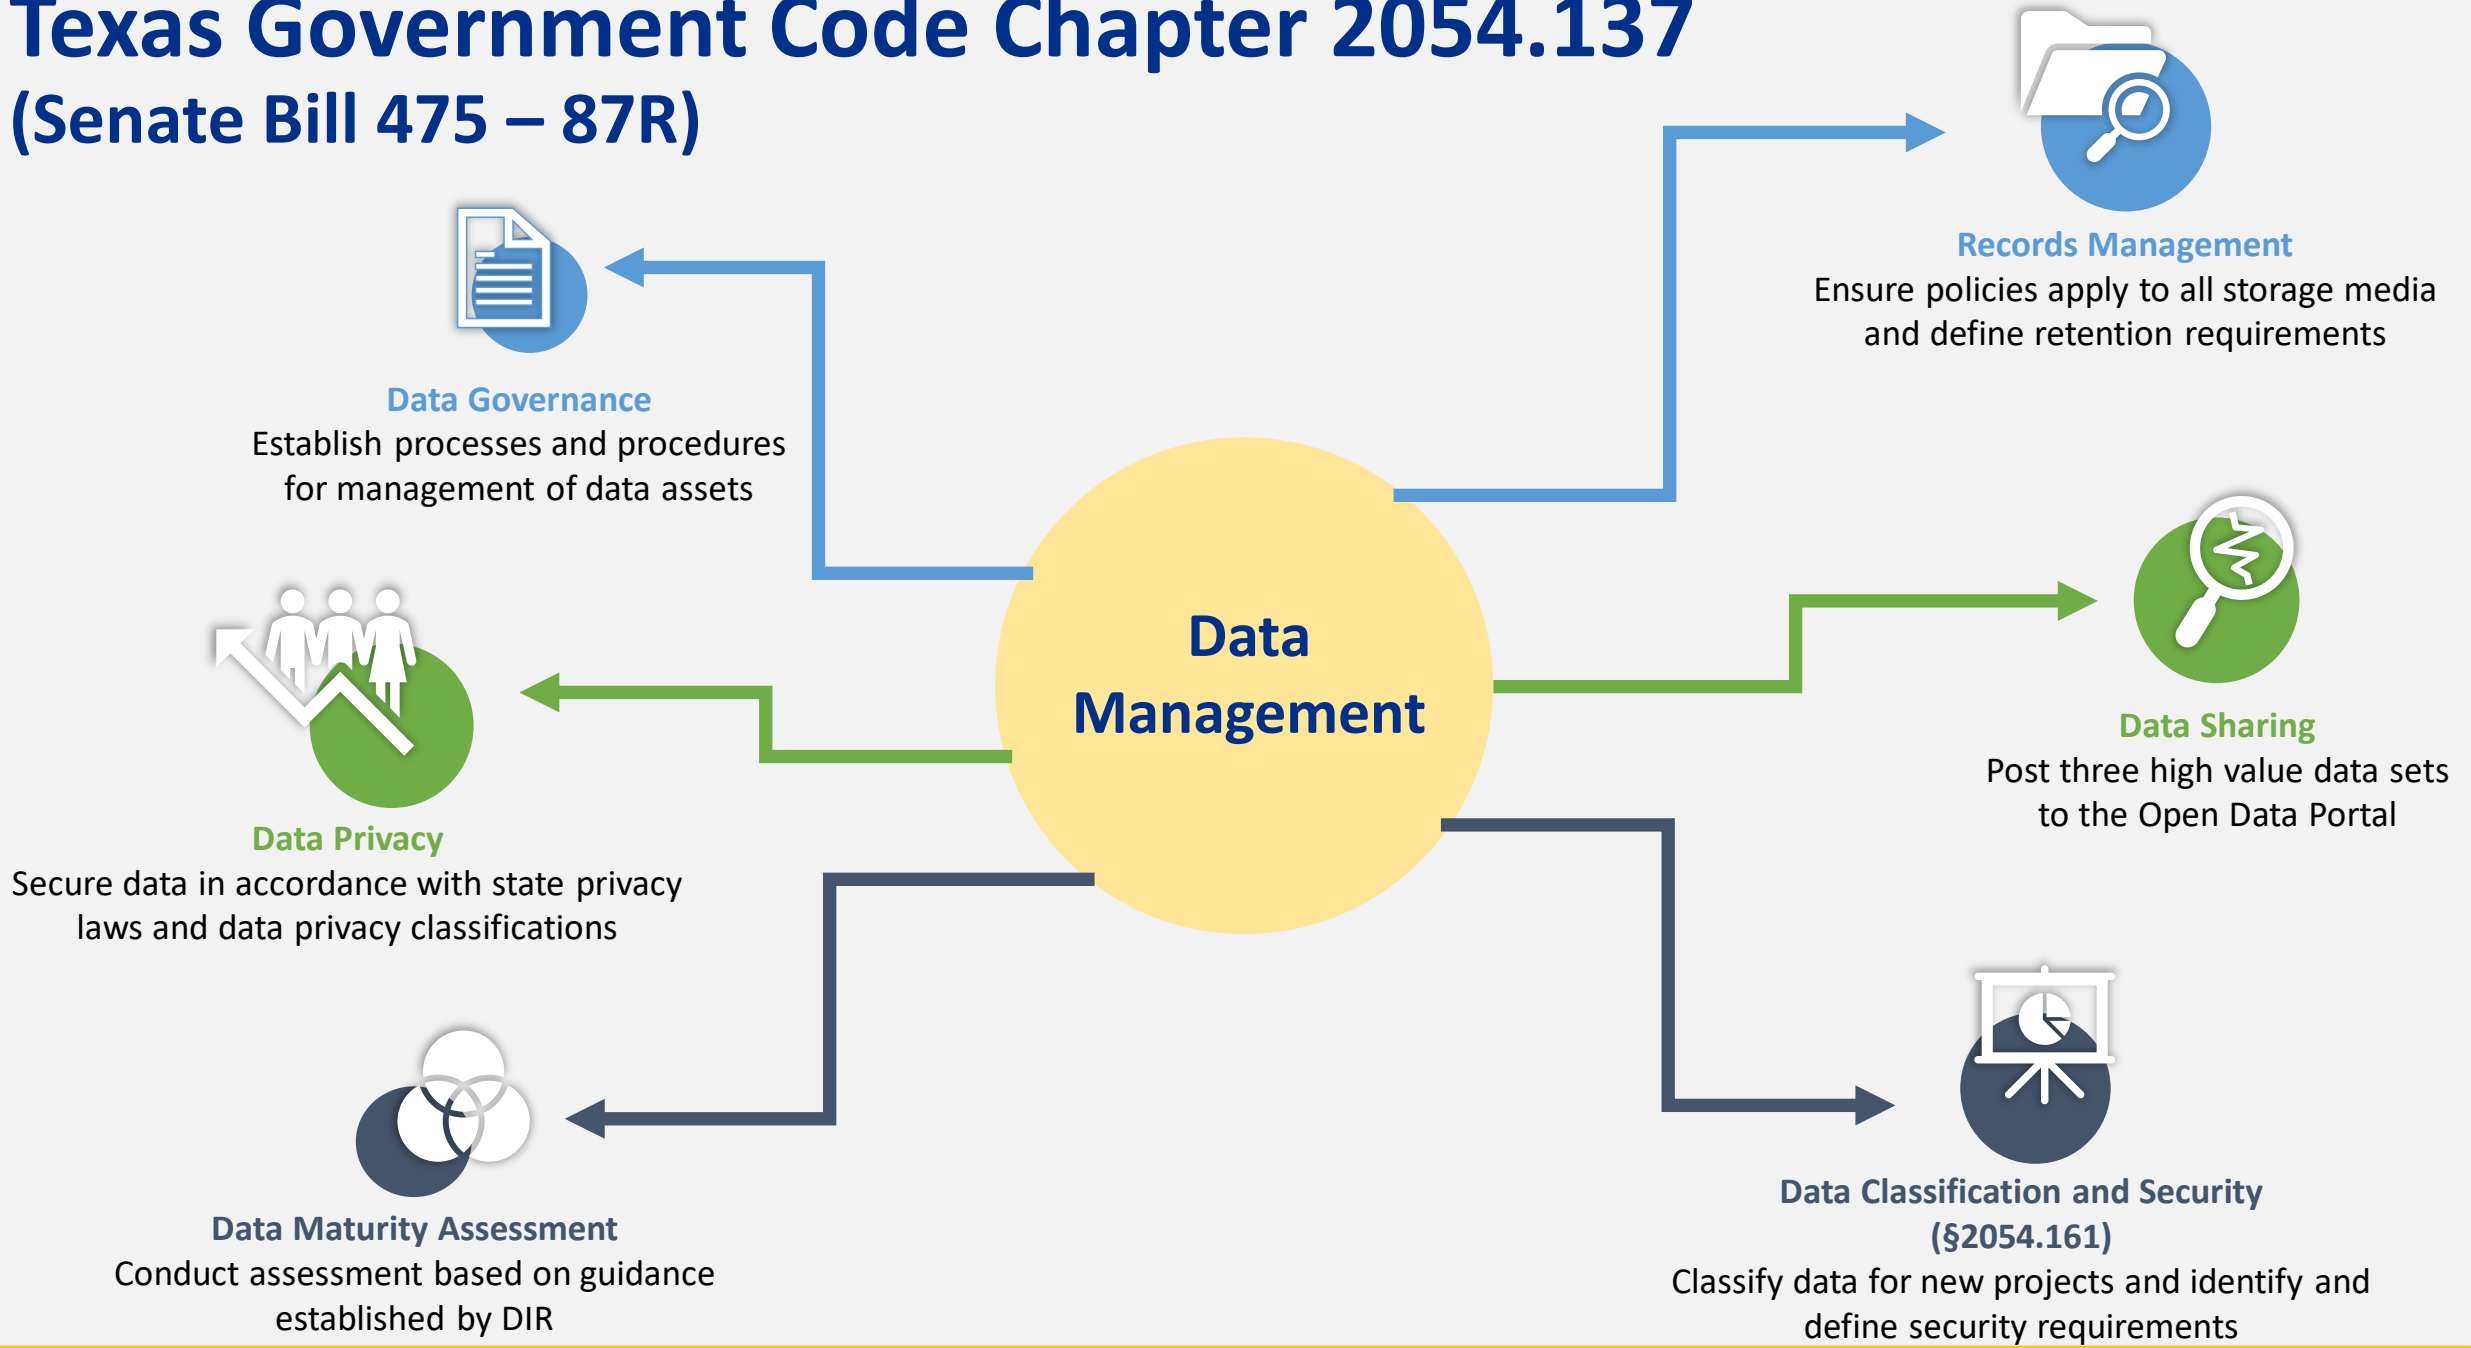 Texas Government Code Chapter 2054.137
(Senate Bill 475 – 87R)
Data Governance
Establish processes and procedures
for management of data assets
Data Privacy
Secure data in accordance with state privacy
laws and data privacy classifications
Data Maturity Assessment
Conduct assessment based on guidance
established by DIR
Data
Management
Records Management
Ensure policies apply to all storage media
and define retention requirements
Data Sharing
Post three high value data sets
to the Open Data Portal
Data Classification and Security
(§2054.161)
Classify data for new projects and identify and
define security requirements